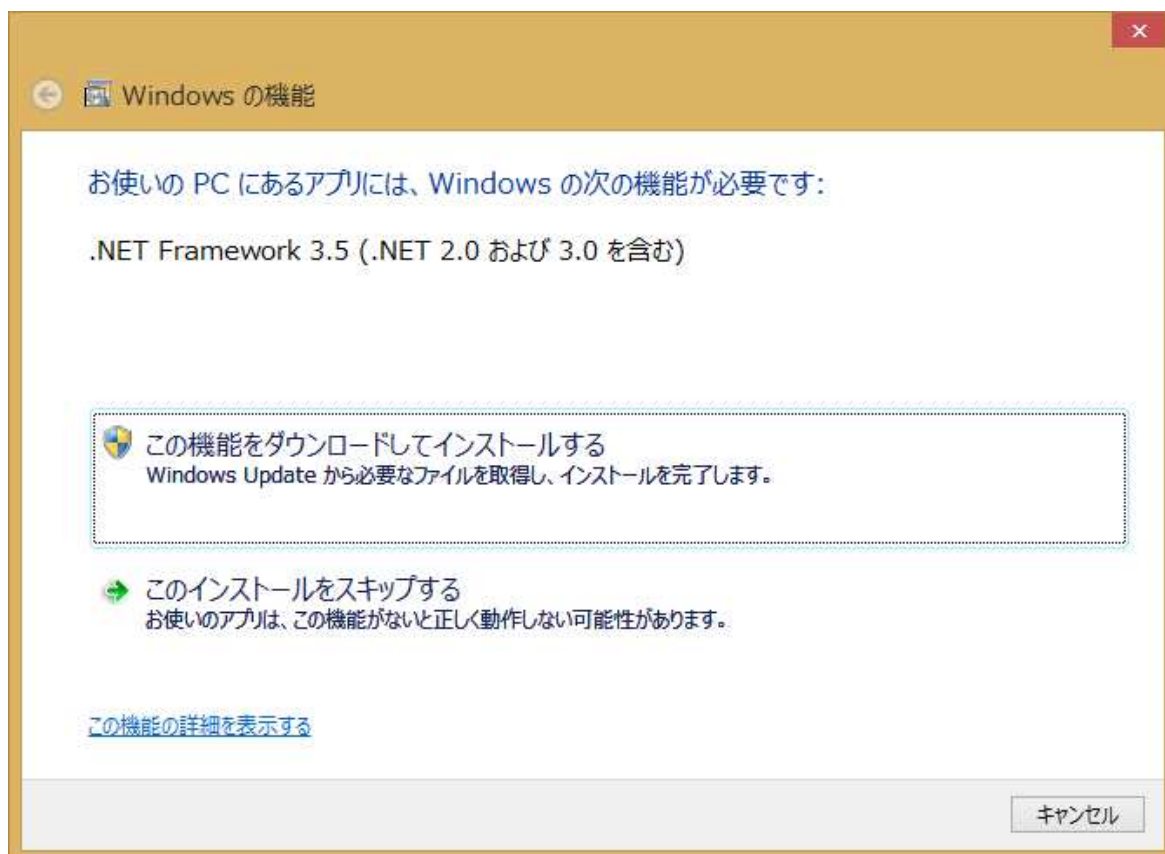 Windows の機能
お使いの PC にあるアプリには、Windows の次の機能が必要です:
.NET Framework 3.5 (.NET 2.0 および 3.0 を含む)
この機能をダウンロードしてインストールする
Windows Update から必要なファイルを取得し、インストールを完了します。
このインストールをスキップする
お使いのアプリは、この機能がないと正しく動作しない可能性があります。
この機能の詳細を表示する
キャンセル